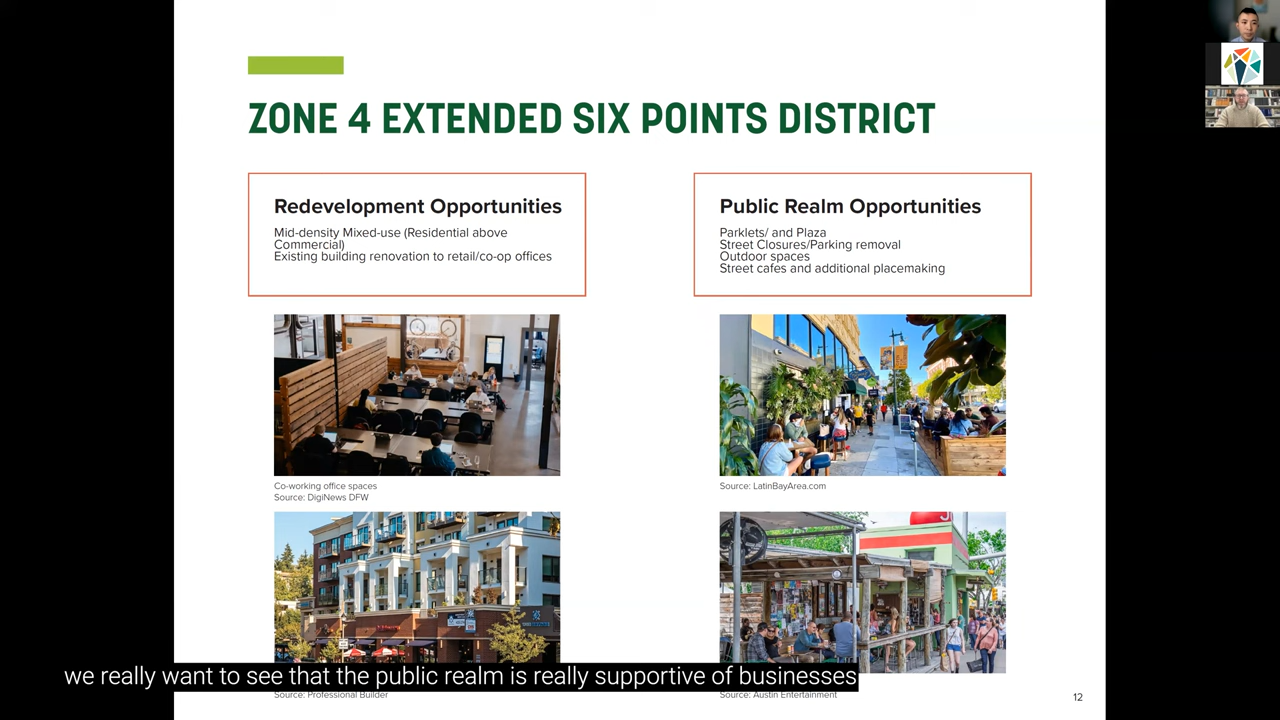 ZONE 4 EXTENDED SIX POINTS DISTRICT
Redevelopment Opportunities
Mid-density Mixed-use (Residential above
Commercial)
Existing building renovation to retail/co-op offices
Public Realm Opportunities
Parklets/ and Plaza
Street Closures/Parking removal
Outdoor spaces
Street cafes and additional placemaking
Co-working office spaces
Source: DigiNews DFW
Source: LatinBayArea.com
we really want to see that the public realm is really supportive of businesses
Source: Professional Builder
Source: Austin Entertainment
12